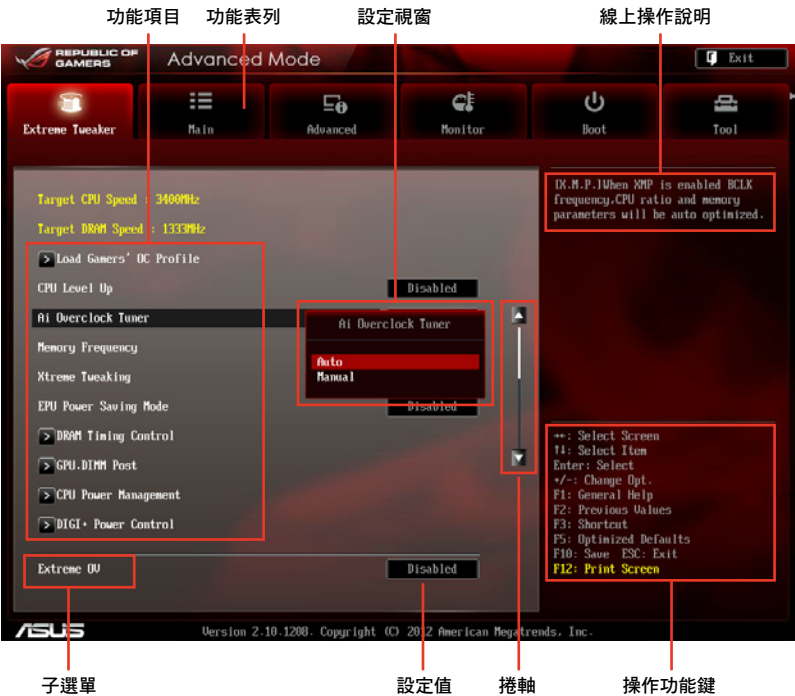 功能項目
功能表列
設定視窗
線上操作說明
REPUBLIC OF
GAMERS
Advanced Mode
Exit
Extreme Tweaker
Main
Advanced
Monitor
Boot
Tool
Target CPU Speed : 3400MHz
Target DRAM Speed : 1333MHz
> Load Gamers' OC Profile
CPU Level Up
Disabled
Ai Overclock Tuner
Memory Frequency
Xtreme Tweaking
EPU Power Saving Mode
Disabled
> DRAM Timing Control
> GPU.DIMM Post
> CPU Power Management
> DIGI+ Power Control
Extreme OV
Disabled
Ai Overclock Tuner
Auto
Manual
[X.M.P.]When XMP is enabled BCLK
frequency,CPU ratio and memory
parameters will be auto optimized.
→←: Select Screen
↑↓: Select Item
Enter: Select
+/-: Change Opt.
F1: General Help
F2: Previous Values
F3: Shortcut
F5: Optimized Defaults
F10: Save  ESC: Exit
F12: Print Screen
ASUS
Version 2.10.1208. Copyright (C) 2012 American Megatrends, Inc.
子選單
設定值
捲軸
操作功能鍵